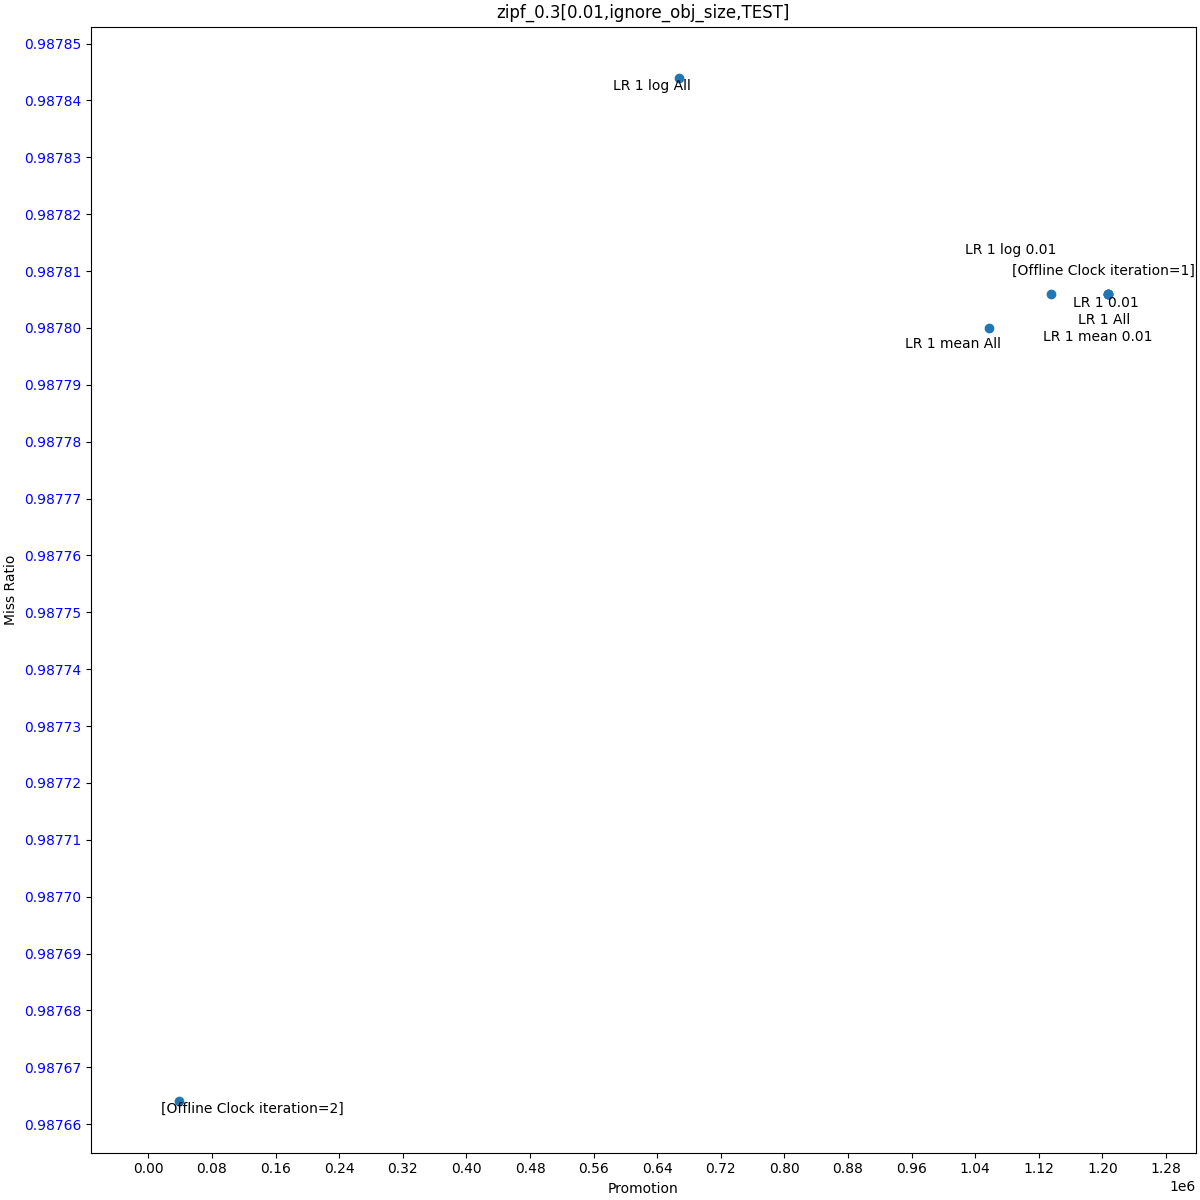 zipf_0.3[0.01,ignore_obj_size,TEST]
0.98785
LR 1 log All
0.98784
0.98783
0.98782
LR 1 log 0.01
0.98781
[Offline Clock iteration=1]
LR 1 0.01
LR 1 All
0.98780
LR 1 mean 0.01
LR 1 mean All
0.98779
0.98778
0.98777
0.98776
Miss Ratio
0.98775
0.98774
0.98773
0.98772
0.98771
0.98770
0.98769
0.98768
0.98767
[Offline Clock iteration=2]
0.98766
0.00 0.08 0.16 0.24 0.32 0.40 0.48 0.56 0.64 0.72 0.80 0.88 0.96 1.04 1.12 1.20 1.28
1e6
Promotion